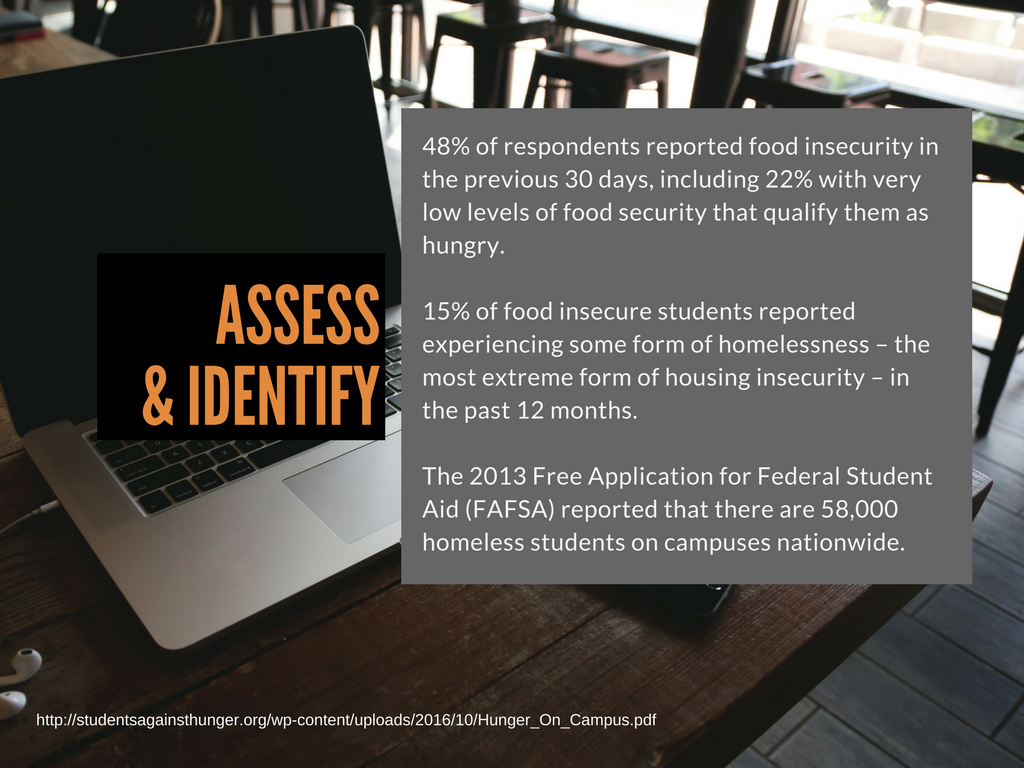 ASSESS
& IDENTIFY
48% of respondents reported food insecurity in
the previous 30 days, including 22% with very
low levels of food security that qualify them as
hungry.
15% of food insecure students reported
experiencing some form of homelessness – the
most extreme form of housing insecurity – in
the past 12 months.
The 2013 Free Application for Federal Student
Aid (FAFSA) reported that there are 58,000
homeless students on campuses nationwide.
http://studentsagainsthunger.org/wp-content/uploads/2016/10/Hunger_On_Campus.pdf